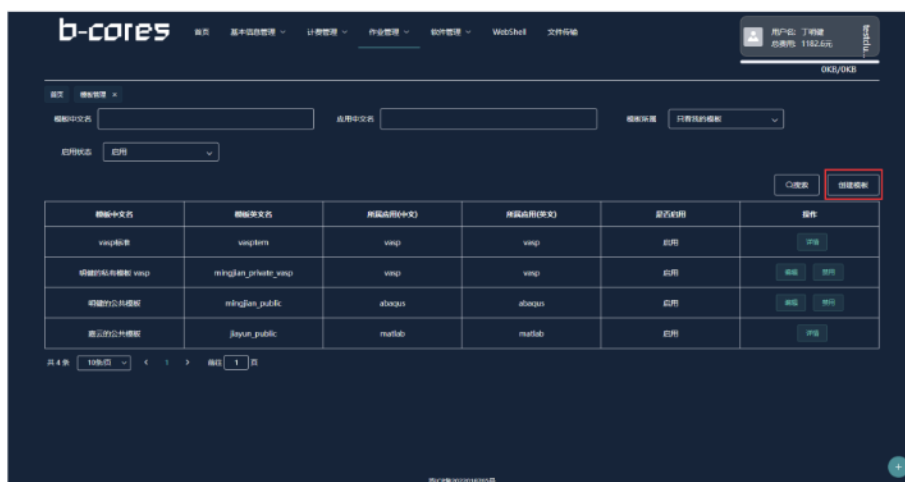 b-cores 首页 基本信息管理 计费管理 作业管理 软件管理 WebShell 文件传输
用户名: 丁明健
总费用: 1182.6元
testclu...
0KB/0KB
首页 模板管理 ×
模板中文名 应用中文名 模板所属 只看我的模板
启用状态 启用
搜索 创建模板
模板中文名 模板英文名 所属应用(中文) 所属应用(英文) 是否启用 操作
vasp标准 vasptem vasp vasp 启用 详情
明健的私有模板 vasp mingjian_private_vasp vasp vasp 启用 编辑 禁用
明健的公共模板 mingjian_public abaqus abaqus 启用 编辑 禁用
嘉云的公共模板 jiayun_public matlab matlab 启用 详情
共 4 条 10条/页 < 1 > 前往 1 页